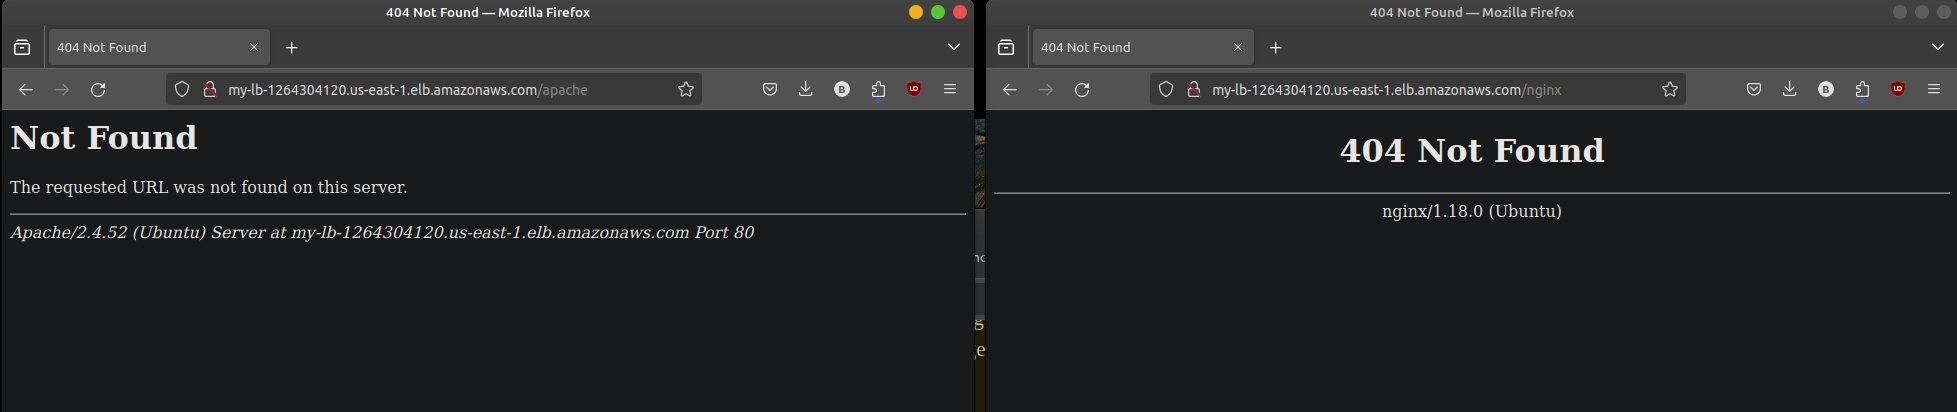 404 Not Found — Mozilla Firefox
404 Not Found
my-lb-1264304120.us-east-1.elb.amazonaws.com/apache
B
UD
Not Found
The requested URL was not found on this server.
Apache/2.4.52 (Ubuntu) Server at my-lb-1264304120.us-east-1.elb.amazonaws.com Port 80
404 Not Found — Mozilla Firefox
404 Not Found
my-lb-1264304120.us-east-1.elb.amazonaws.com/nginx
B
UD
404 Not Found
nginx/1.18.0 (Ubuntu)